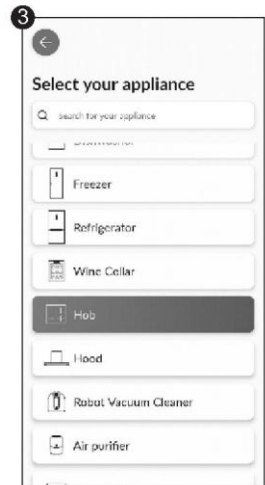 3
Select your appliance
Search for your appliance
Dishwasher
Freezer
Refrigerator
Wine Cellar
Hob
Hood
Robot Vacuum Cleaner
Air purifier